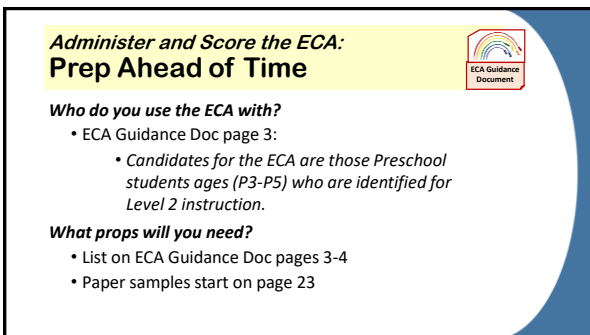 Administer and Score the ECA:
Prep Ahead of Time
ECA Guidance
Document
Who do you use the ECA with?
• ECA Guidance Doc page 3:
• Candidates for the ECA are those Preschool
students ages (P3-P5) who are identified for
Level 2 instruction.
What props will you need?
• List on ECA Guidance Doc pages 3-4
• Paper samples start on page 23